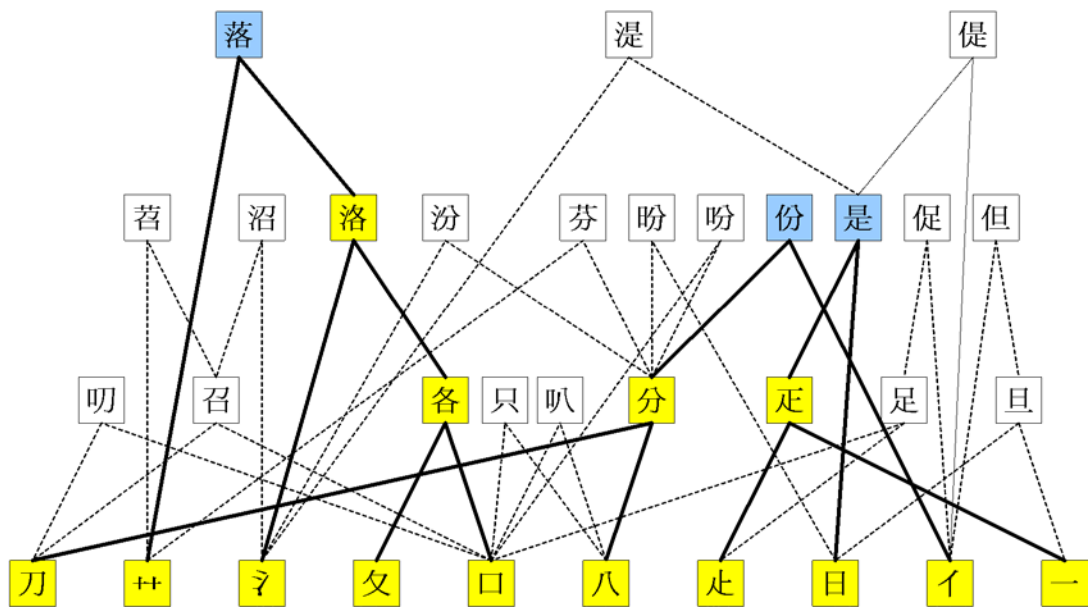 落 湜 偍
苕 沼 洛 汾 芬 昐 吩 份 是 促 但
叨 召 各 只 叭 分 疋 足 旦
刀 艹 氵 夂 口 八 龰 日 亻 一